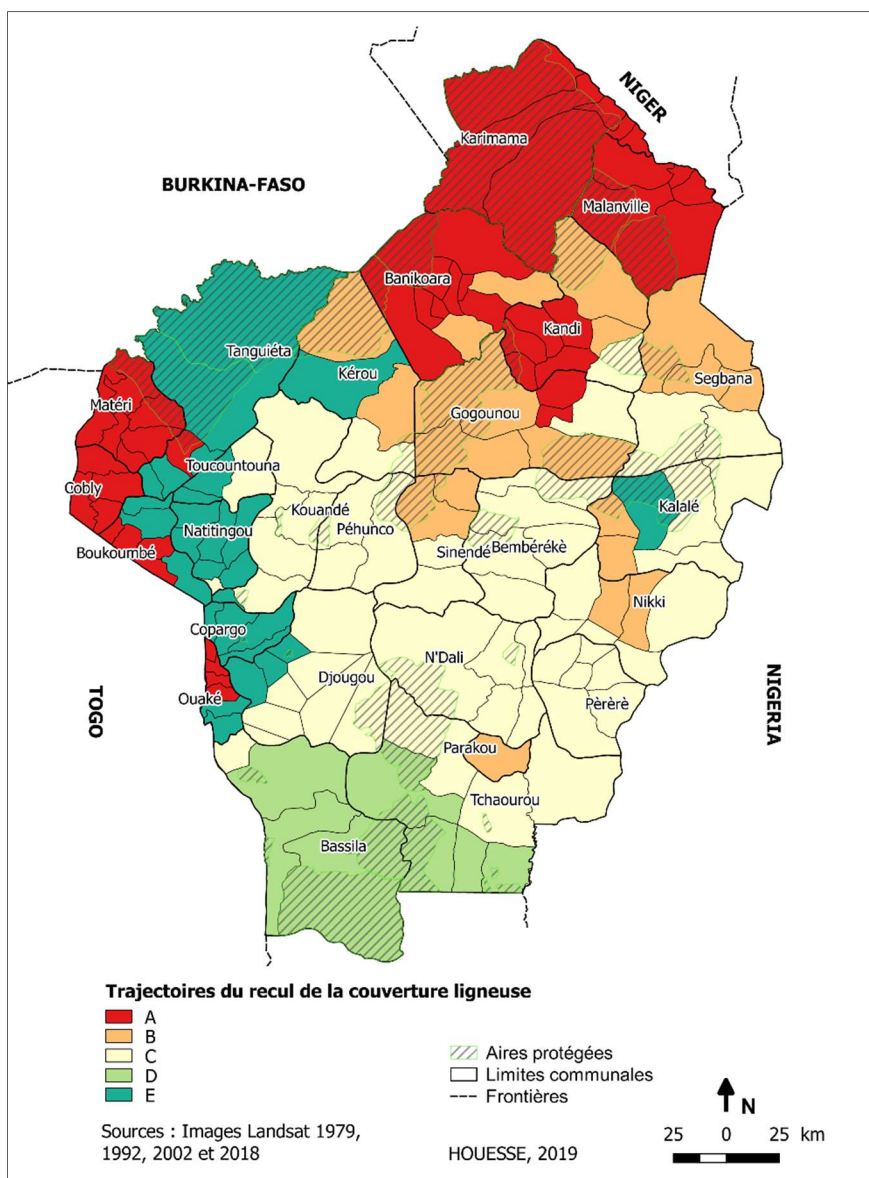 NIGER
Karimama
BURKINA-FASO
Malanville
Banikoara
Kandi
Tanguiéta
Kérou
Segbana
Matéri
Gogounou
Toucountouna
Cobly
Kalalé
Kouandé
Natitingou
Péhunco
Boukoumbé
Sinendé
Bembérékè
Nikki
Copargo
N'Dali
Djougou
NIGERIA
TOGO
Ouaké
Pèrèrè
Parakou
Tchaourou
Bassila
Trajectoires du recul de la couverture ligneuse
A
B
C
D
E
Aires protégées
Limites communales
Frontières
N
Sources : Images Landsat 1979,
1992, 2002 et 2018
HOUESSE, 2019
25 0 25 km